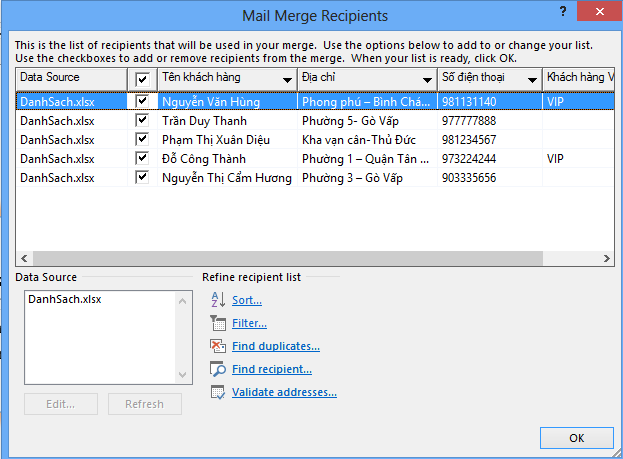 Mail Merge Recipients
? ×
This is the list of recipients that will be used in your merge. Use the options below to add to or change your list.
Use the checkboxes to add or remove recipients from the merge. When your list is ready, click OK.
Data Source Tên khách hàng Địa chỉ Số điện thoại Khách hàng V
DanhSach.xlsx Nguyễn Văn Hùng Phong phú – Bình Chá... 981131140 VIP
DanhSach.xlsx Trần Duy Thanh Phường 5- Gò Vấp 977777888
DanhSach.xlsx Phạm Thị Xuân Diệu Kha vạn cân-Thủ Đức 981234567
DanhSach.xlsx Đỗ Công Thành Phường 1 – Quận Tân ... 973224244 VIP
DanhSach.xlsx Nguyễn Thị Cẩm Hương Phường 3 – Gò Vấp 903335656
Data Source
DanhSach.xlsx
Edit... Refresh
Refine recipient list
Sort...
Filter...
Find duplicates...
Find recipient...
Validate addresses...
OK